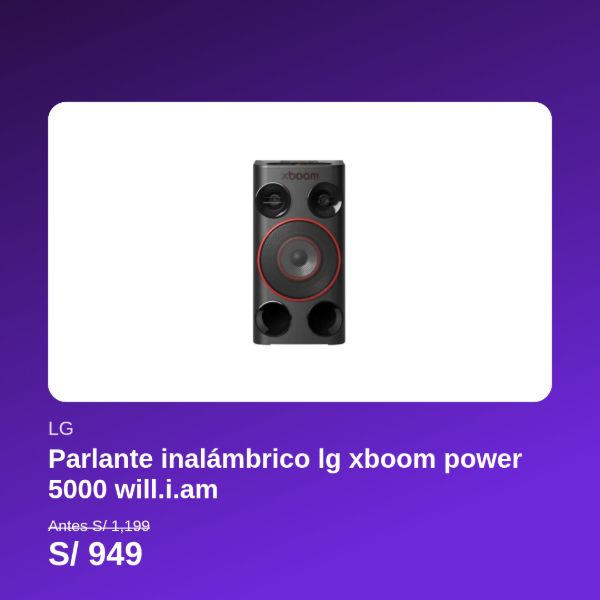 xboom
LG
Parlante inalámbrico lg xboom power
5000 will.i.am
Antes S/ 1,199
S/ 949